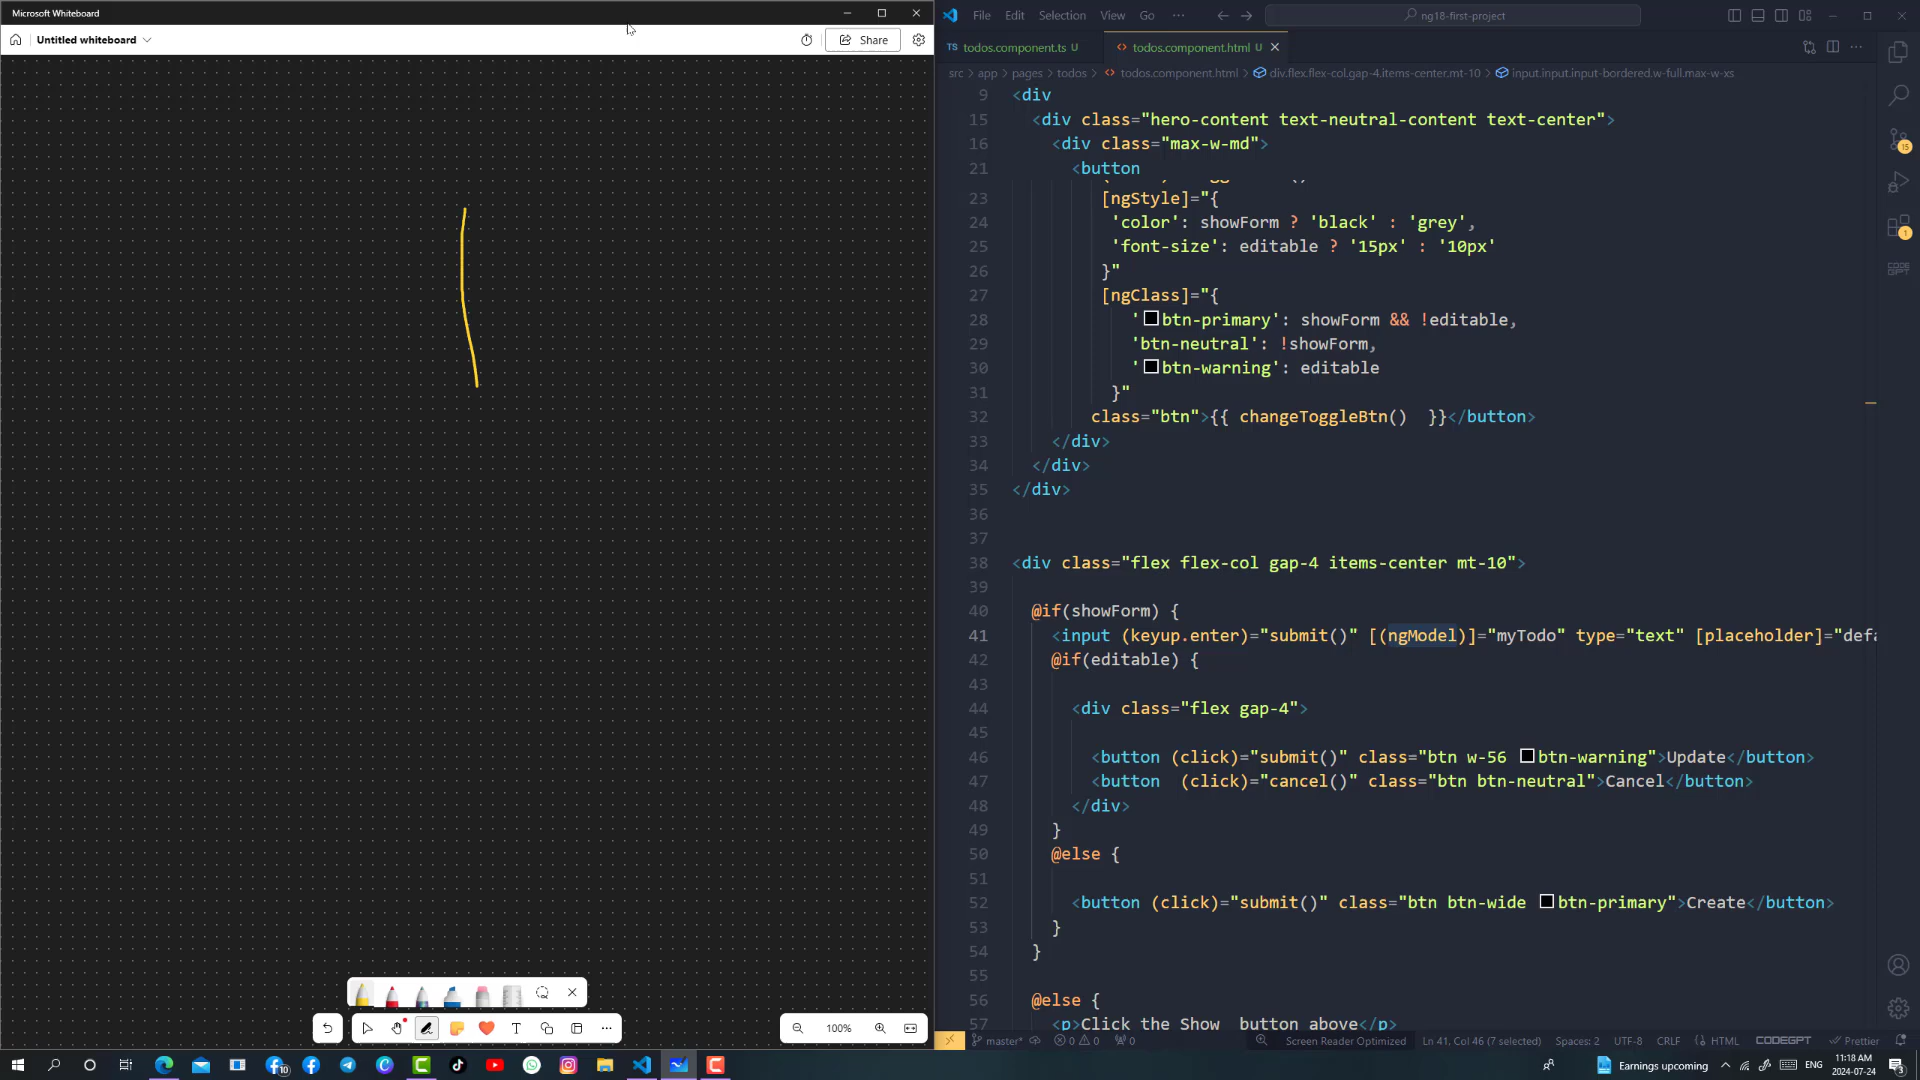 Microsoft Whiteboard
Untitled whiteboard
Share
100%
File Edit Selection View Go ···
ng18-first-project
TS todos.component.ts U
<> todos.component.html U
src > app > pages > todos > <> todos.component.html > div.flex.flex-col.gap-4.items-center.mt-10 > input.input.input-bordered.w-full.max-w-xs
9 <div
15 <div class="hero-content text-neutral-content text-center">
16 <div class="max-w-md">
21 <button
23 [ngStyle]="{
24 'color': showForm ? 'black' : 'grey',
25 'font-size': editable ? '15px' : '10px'
26 }"
27 [ngClass]="{
28 'btn-primary': showForm && !editable,
29 'btn-neutral': !showForm,
30 'btn-warning': editable
31 }"
32 class="btn">{{ changeToggleBtn()  }}</button>
33 </div>
34 </div>
35 </div>
36
37
38 <div class="flex flex-col gap-4 items-center mt-10">
39
40 @if(showForm) {
41 <input (keyup.enter)="submit()" [(ngModel)]="myTodo" type="text" [placeholder]="defa
42 @if(editable) {
43
44 <div class="flex gap-4">
45
46 <button (click)="submit()" class="btn w-56 btn-warning">Update</button>
47 <button  (click)="cancel()" class="btn btn-neutral">Cancel</button>
48 </div>
49 }
50 @else {
51
52 <button (click)="submit()" class="btn btn-wide btn-primary">Create</button>
53 }
54 }
55
56 @else {
57 <p>Click the Show  button above</p>
15
1
CODE
GPT
master* 0 0 0 Screen Reader Optimized Ln 41, Col 46 (7 selected) Spaces: 2 UTF-8 CRLF HTML CODEGPT Prettier
10
Earnings upcoming
ENG
11:18 AM
2024-07-24
3